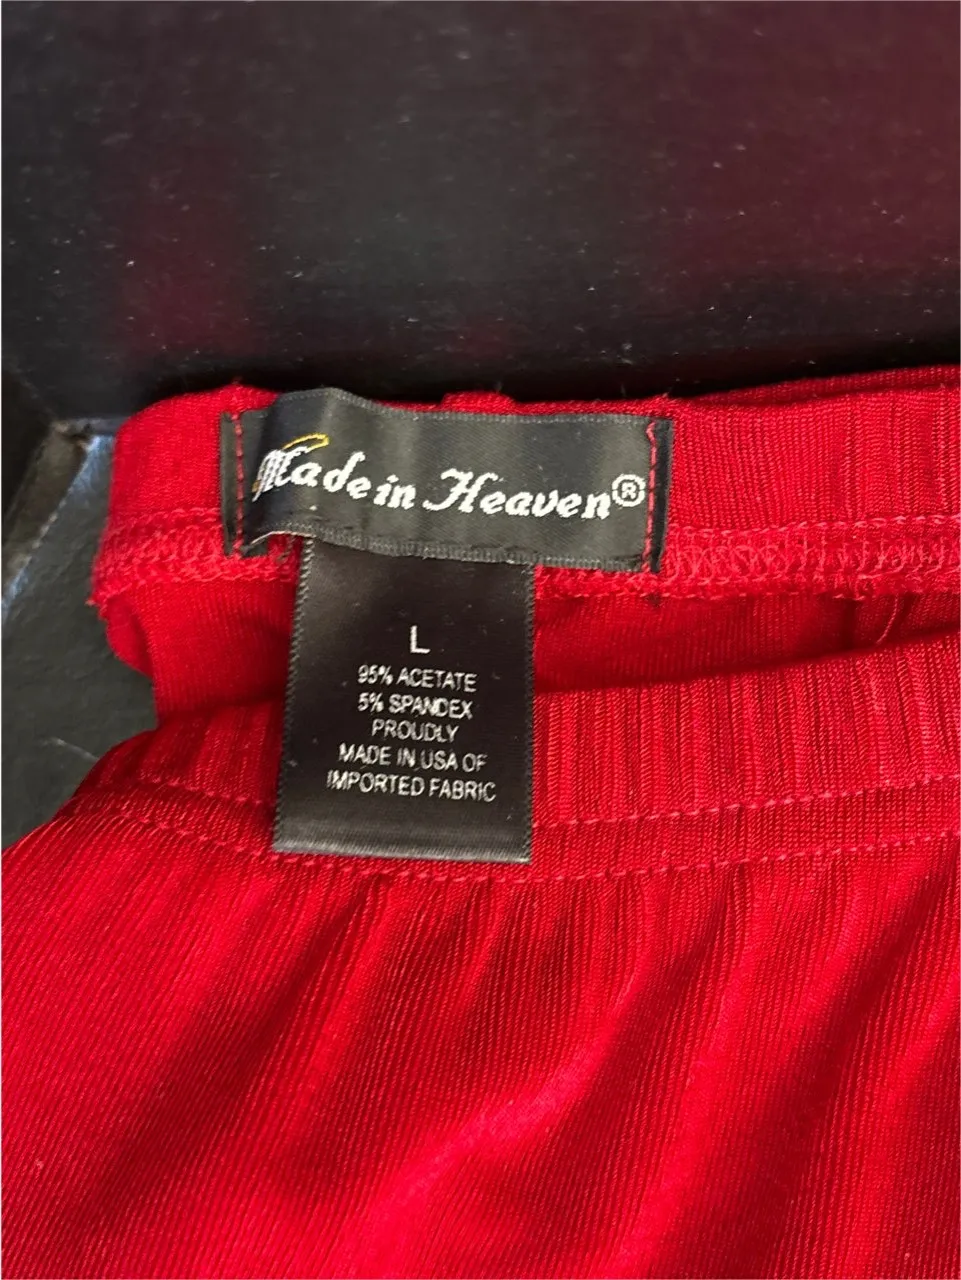 Made in Heaven®
L
95% ACETATE
5% SPANDEX
PROUDLY
MADE IN USA OF
IMPORTED FABRIC